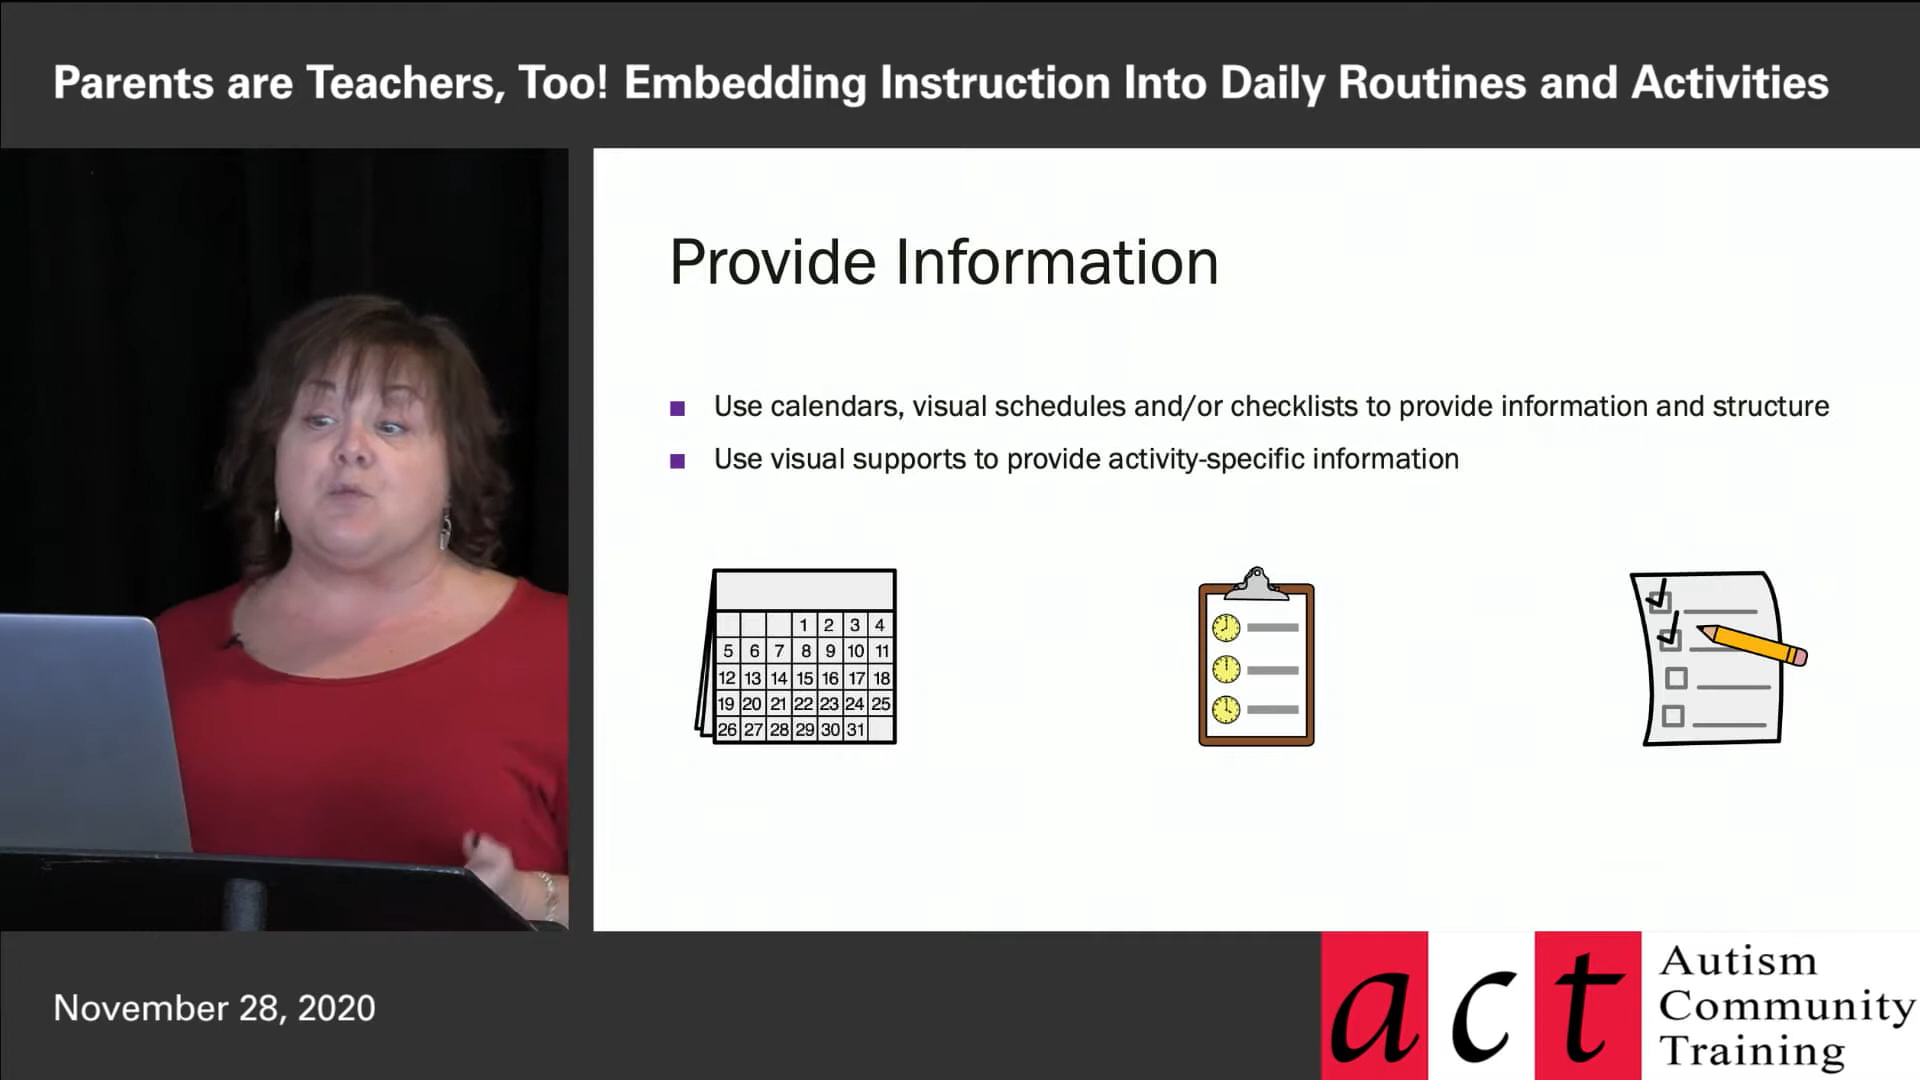 Parents are Teachers, Too! Embedding Instruction Into Daily Routines and Activities
Provide Information
Use calendars, visual schedules and/or checklists to provide information and structure
Use visual supports to provide activity-specific information
1 2 3 4
5 6 7 8 9 10 11
12 13 14 15 16 17 18
19 20 21 22 23 24 25
26 27 28 29 30 31
November 28, 2020
act
Autism
Community
Training